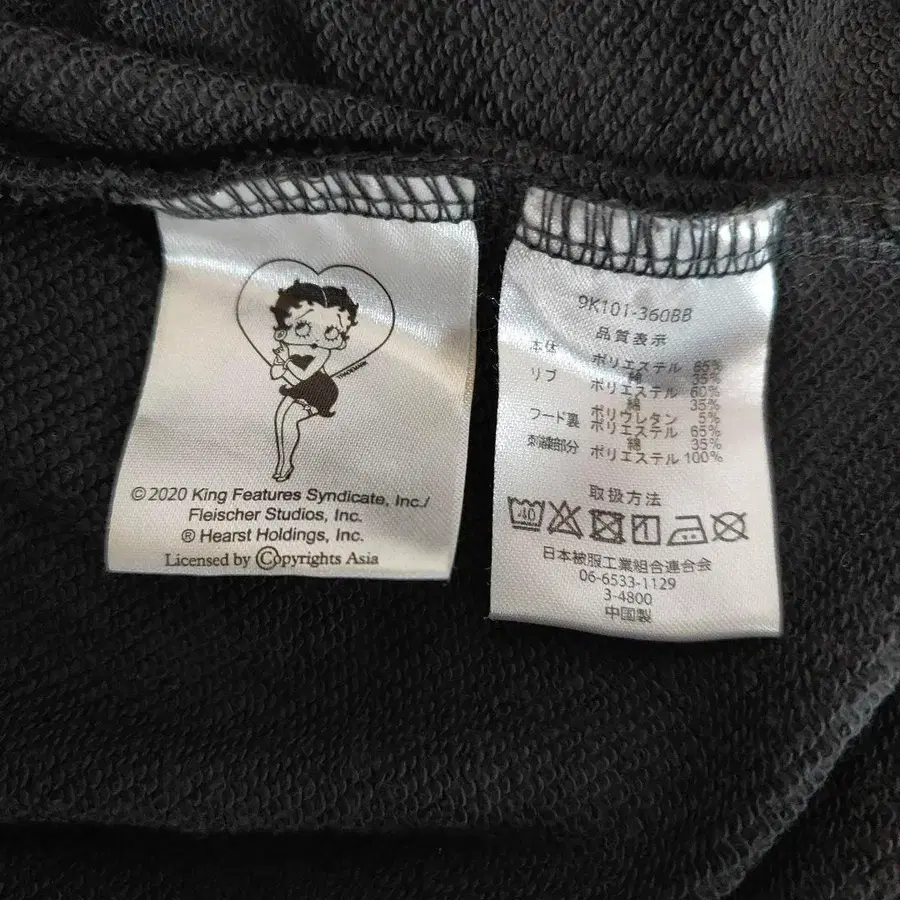 © 2020 King Features Syndicate, Inc./
Fleischer Studios, Inc.
® Hearst Holdings, Inc.
Licensed by Copyrights Asia
9K101-360BB
品質表示
本体 ポリエステル 65%
綿 35%
リブ ポリエステル 60%
綿 35%
ポリウレタン 5%
フード裏 ポリエステル 65%
綿 35%
刺繍部分 ポリエステル 100%
取扱方法
40
日本被服工業組合連合会
06-6533-1129
3-4800
中国製